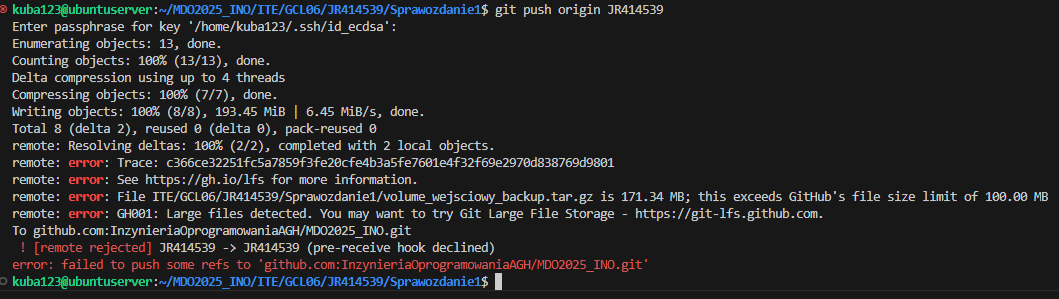 kuba123@ubuntuserver:~/MDO2025_INO/ITE/GCL06/JR414539/Sprawozdanie1$ git push origin JR414539
Enter passphrase for key '/home/kuba123/.ssh/id_ecdsa':
Enumerating objects: 13, done.
Counting objects: 100% (13/13), done.
Delta compression using up to 4 threads
Compressing objects: 100% (7/7), done.
Writing objects: 100% (8/8), 193.45 MiB | 6.45 MiB/s, done.
Total 8 (delta 2), reused 0 (delta 0), pack-reused 0
remote: Resolving deltas: 100% (2/2), completed with 2 local objects.
remote: error: Trace: c366ce32251fc5a7859f3fe20cfe4b3a5fe7601e4f32f69e2970d838769d9801
remote: error: See https://gh.io/lfs for more information.
remote: error: File ITE/GCL06/JR414539/Sprawozdanie1/volume_wejsciowy_backup.tar.gz is 171.34 MB; this exceeds GitHub's file size limit of 100.00 MB
remote: error: GH001: Large files detected. You may want to try Git Large File Storage - https://git-lfs.github.com.
To github.com:InzynieriaOprogramowaniaAGH/MDO2025_INO.git
 ! [remote rejected] JR414539 -> JR414539 (pre-receive hook declined)
error: failed to push some refs to 'github.com:InzynieriaOprogramowaniaAGH/MDO2025_INO.git'
kuba123@ubuntuserver:~/MDO2025_INO/ITE/GCL06/JR414539/Sprawozdanie1$